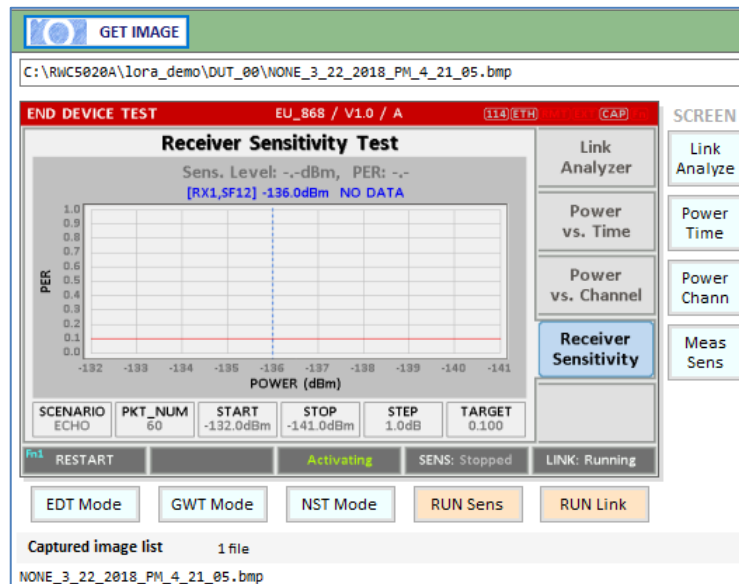 GET IMAGE
C:\RWC5020A\lora_demo\DUT_00\NONE_3_22_2018_PM_4_21_05.bmp
END DEVICE TEST EU_868 / V1.0 / A 114 ETH CAP
Receiver Sensitivity Test
Sens. Level: -.-dBm, PER: -.-
[RX1,SF12] -136.0dBm NO DATA
1.0
0.9
0.8
0.7
0.6
0.5
0.4
0.3
0.2
0.1
0.0
PER
-132 -133 -134 -135 -136 -137 -138 -139 -140 -141
POWER (dBm)
SCENARIO PKT_NUM START STOP STEP TARGET
ECHO 60 -132.0dBm -141.0dBm 1.0dB 0.100
Link
Analyzer
Power
vs. Time
Power
vs. Channel
Receiver
Sensitivity
Fn1 RESTART Activating SENS: Stopped LINK: Running
SCREEN
Link
Analyze
Power
Time
Power
Chann
Meas
Sens
EDT Mode GWT Mode NST Mode RUN Sens RUN Link
Captured image list 1 file
NONE_3_22_2018_PM_4_21_05.bmp